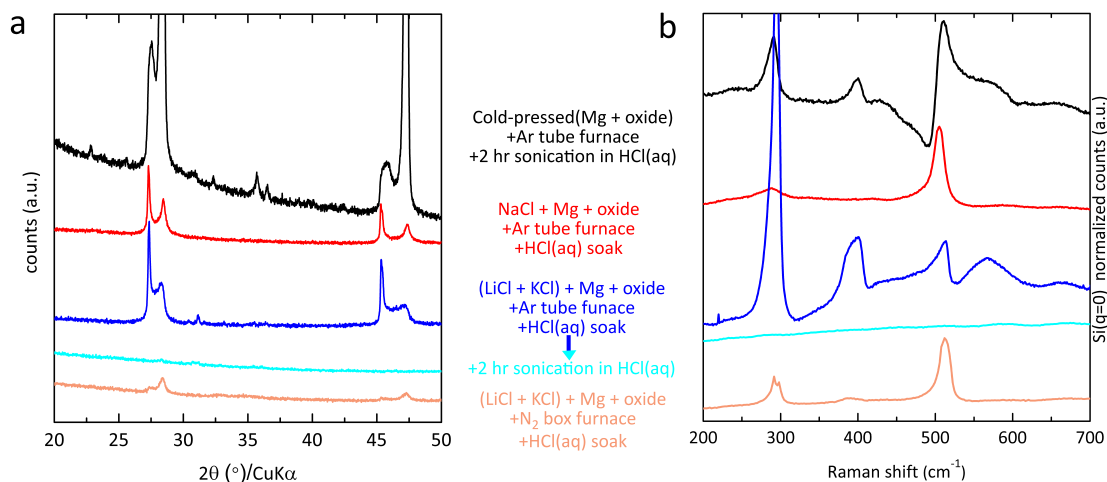 a
counts (a.u.)
20 25 30 35 40 45 50
2θ (°)/CuKα
Cold-pressed(Mg + oxide)
+Ar tube furnace
+2 hr sonication in HCl(aq)
NaCl + Mg + oxide
+Ar tube furnace
+HCl(aq) soak
(LiCl + KCl) + Mg + oxide
+Ar tube funace
+HCl(aq) soak
+2 hr sonication in HCl(aq)
(LiCl + KCl) + Mg + oxide
+N₂ box furnace
+HCl(aq) soak
b
Si(q=0) normalized counts (a.u.)
200 300 400 500 600 700
Raman shift (cm⁻¹)